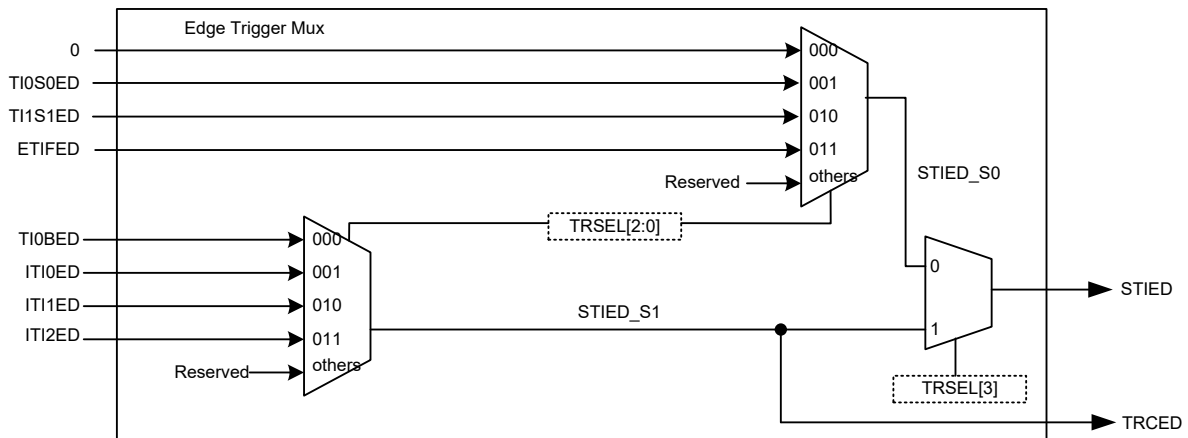 Edge Trigger Mux
0
000
TI0S0ED
001
TI1S1ED
010
ETIFED
011
Reserved
others
STIED_S0
TRSEL[2:0]
TI0BED
000
ITI0ED
001
ITI1ED
010
ITI2ED
011
Reserved
others
STIED_S1
0
1
STIED
TRSEL[3]
TRCED